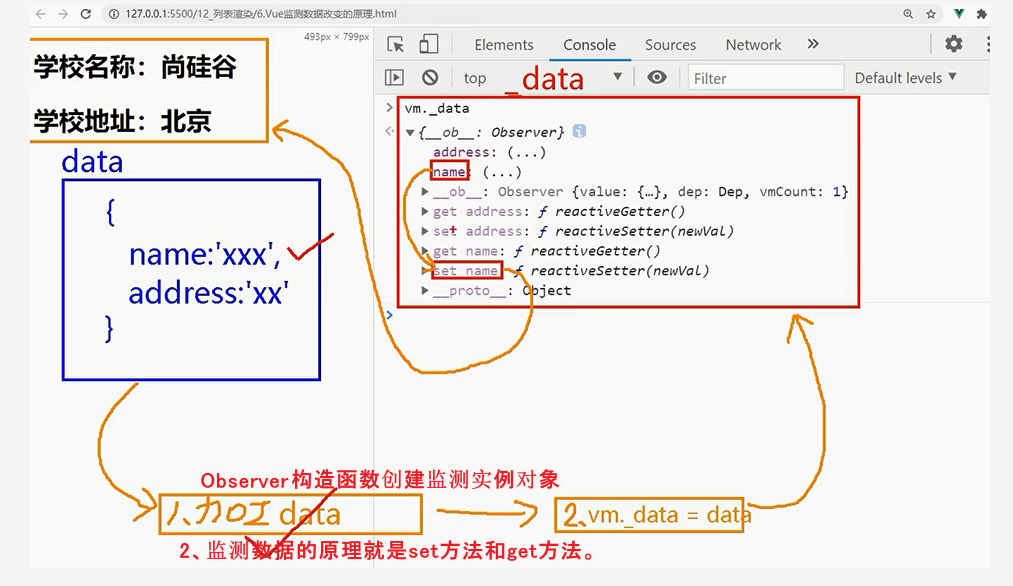 127.0.0.1:5500/12_列表渲染/6.Vue监测数据改变的原理.html
493px × 799px
Elements Console Sources Network »
top Filter Default levels ▼
_data
学校名称：尚硅谷
学校地址：北京
data
{
name:'xxx',
address:'xx'
}
> vm._data
{__ob__: Observer} i
address: (...)
name: (...)
__ob__: Observer {value: {…}, dep: Dep, vmCount: 1}
get address: ƒ reactiveGetter()
set address: ƒ reactiveSetter(newVal)
get name: ƒ reactiveGetter()
set name: ƒ reactiveSetter(newVal)
__proto__: Object
>
Observer构造函数创建监测实例对象
1、加工 data
2、vm._data = data
2、监测数据的原理就是set方法和get方法。